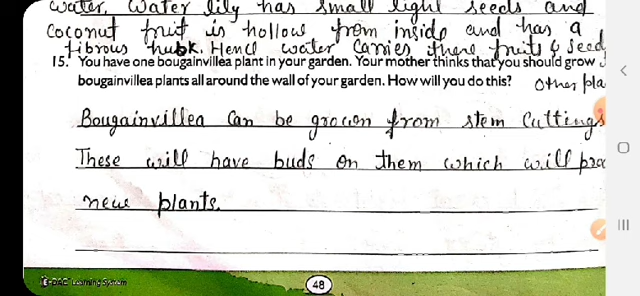 water. Water lily has small light seeds and
coconut fruit is hollow from inside and has a
fibrous husk. Hence water carries there fruits & seed
15. You have one bougainvillea plant in your garden. Your mother thinks that you should grow
bougainvillea plants all around the wall of your garden. How will you do this? Other pla
Bougainvillea Can be grown from stem Cuttings
These will have buds on them which will pro
new plants.
Learning System
48